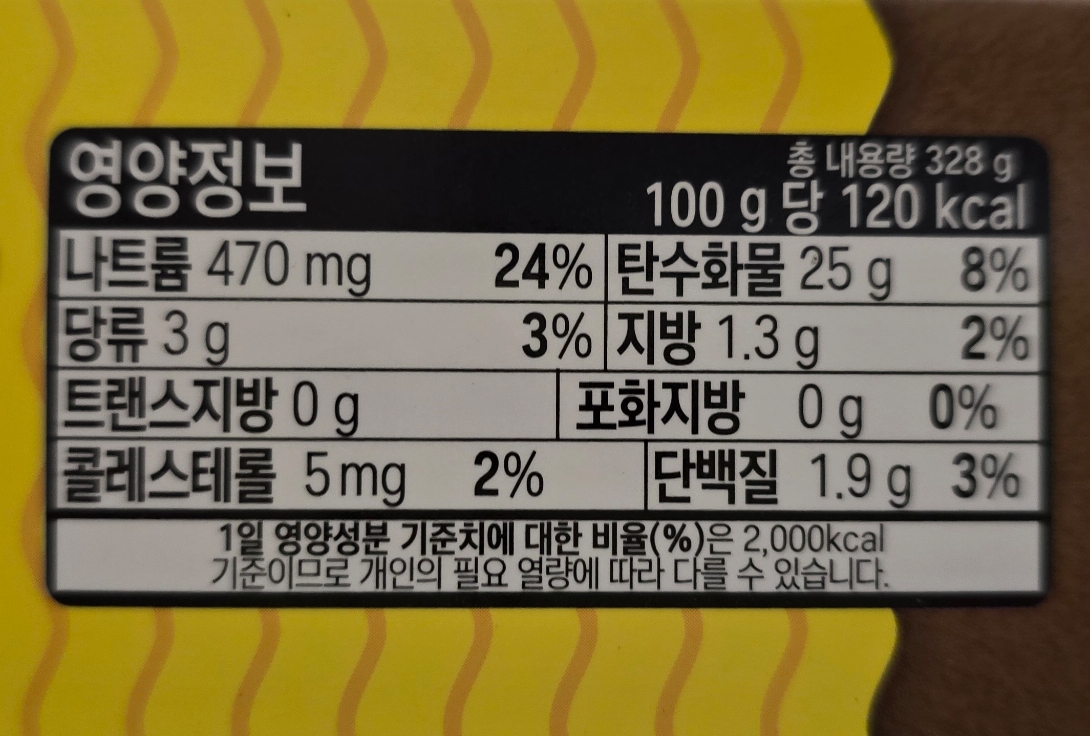 영양정보
총 내용량 328 g
100 g 당 120 kcal
나트륨 470 mg 24% 탄수화물 25 g 8%
당류 3 g 3% 지방 1.3 g 2%
트랜스지방 0 g 포화지방 0 g 0%
콜레스테롤 5 mg 2% 단백질 1.9 g 3%
1일 영양성분 기준치에 대한 비율(%)은 2,000kcal
기준이므로 개인의 필요 열량에 따라 다를 수 있습니다.